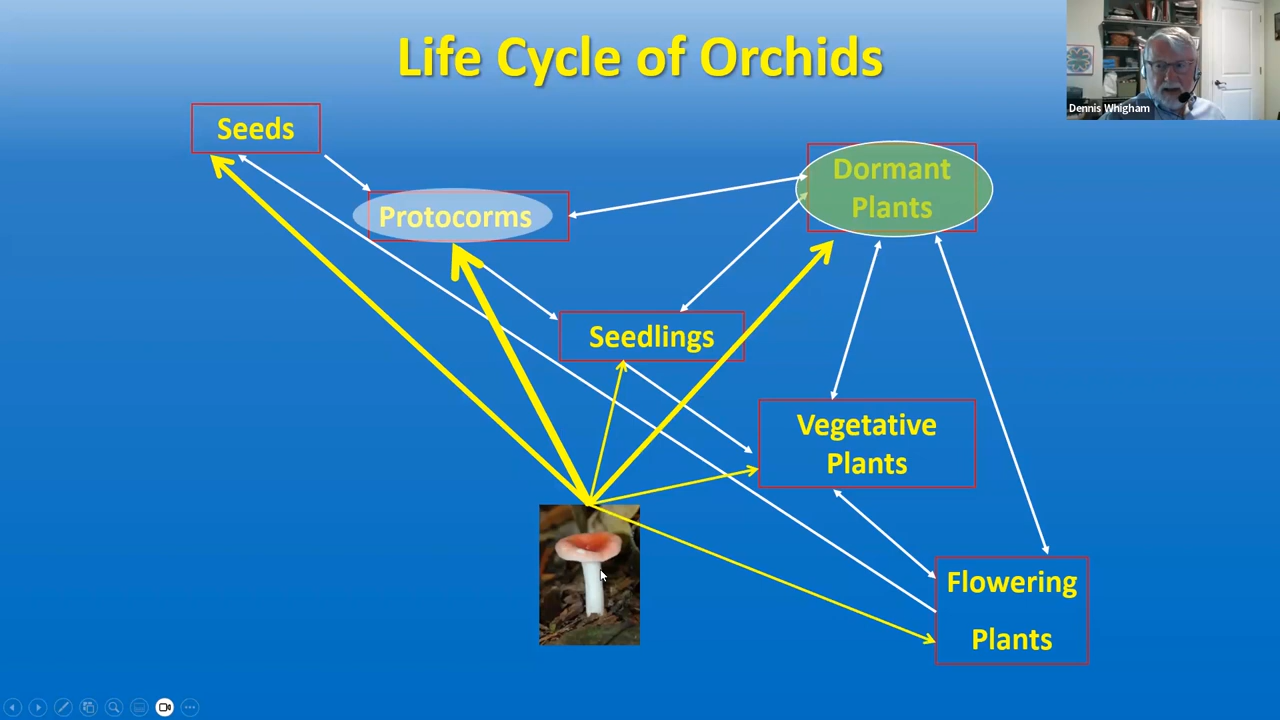 Life Cycle of Orchids
Dennis Whigham
Seeds
Dormant
Plants
Protocorms
Seedlings
Vegetative
Plants
Flowering
Plants